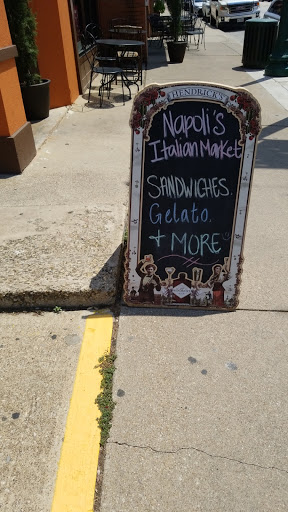 HENDRICK'S
NAPOLI'S
ITALIAN MARKET
SANDWICHES,
Gelato,
+ MORE